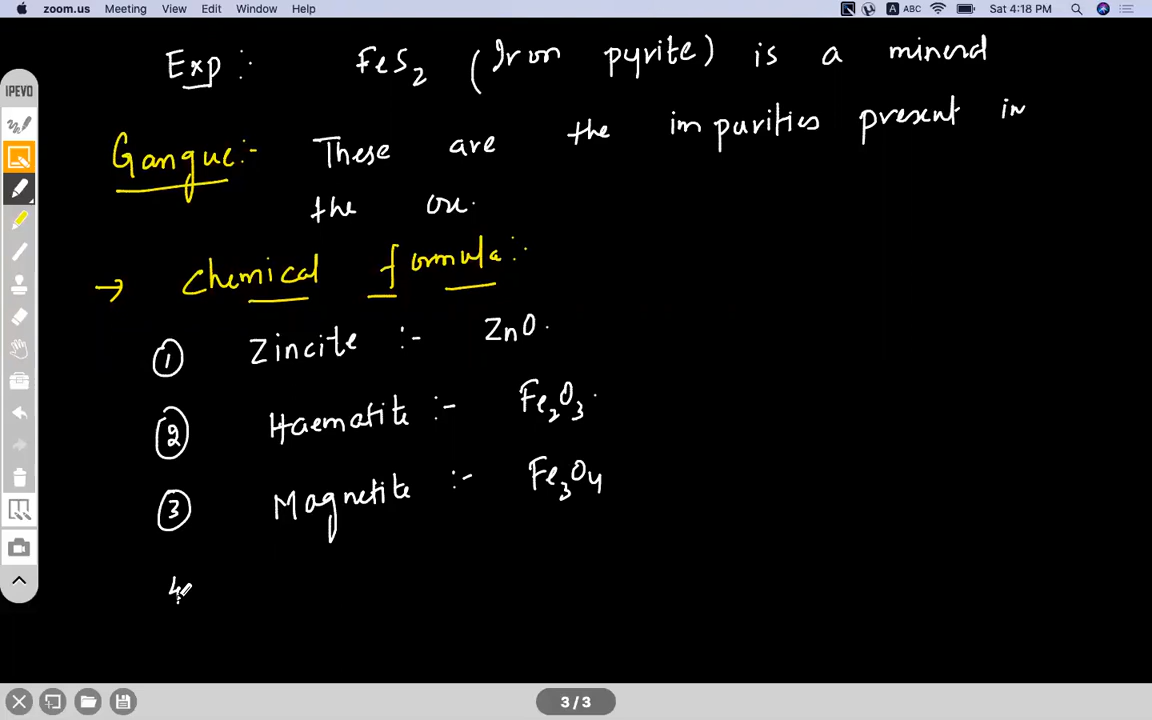 zoom.us Meeting View Edit Window Help ABC Sat 4:18 PM
IPEVO
Exp :- FeS2 (Iron pyrite) is a mineral
Gangue :- These are the impurities present in
the ore.
→ Chemical formula :-
① Zincite :- ZnO.
② Haematite :- Fe2O3.
③ Magnetite :- Fe3O4
4
3/3